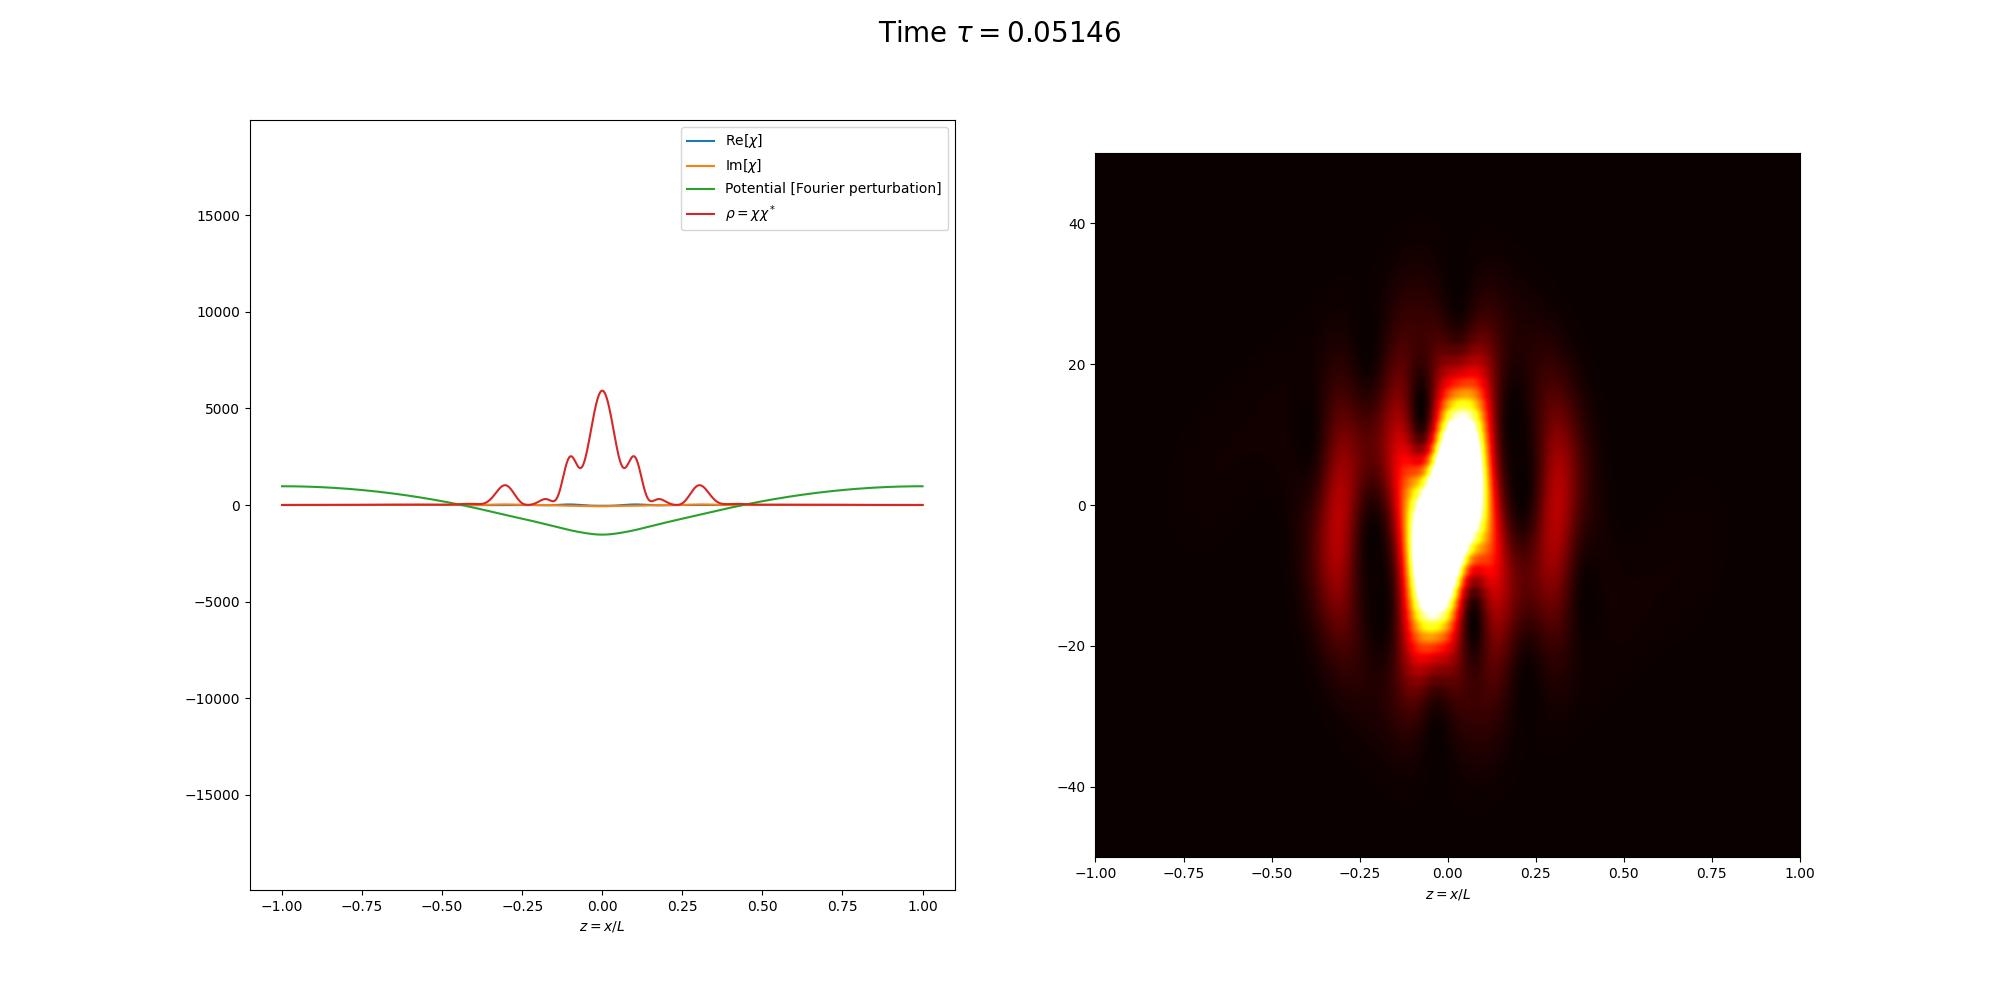 Time τ = 0.05146
Re[χ]
Im[χ]
Potential [Fourier perturbation]
ρ = χχ*
15000
10000
5000
0
−5000
−10000
−15000
−1.00 −0.75 −0.50 −0.25 0.00 0.25 0.50 0.75 1.00
z = x/L
40
20
0
−20
−40
−1.00 −0.75 −0.50 −0.25 0.00 0.25 0.50 0.75 1.00
z = x/L